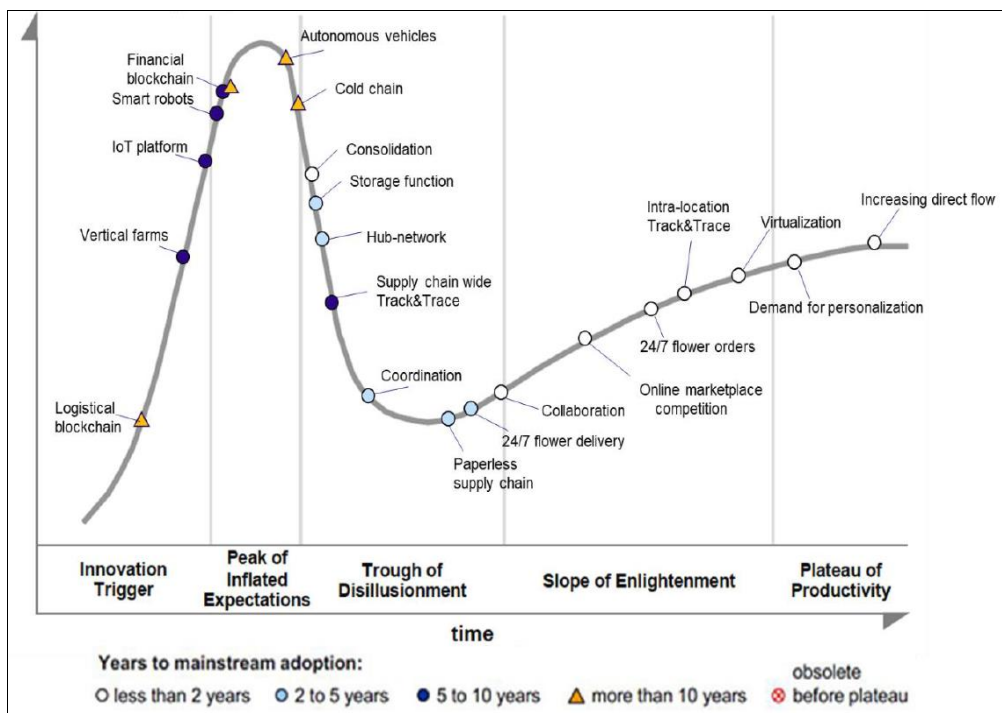 Autonomous vehicles
Financial
blockchain
Smart robots
Cold chain
IoT platform
Consolidation
Storage function
Vertical farms
Hub-network
Supply chain wide
Track&Trace
Intra-location
Track&Trace
Virtualization
Increasing direct flow
Demand for personalization
24/7 flower orders
Online marketplace
competition
Coordination
Collaboration
Logistical
blockchain
24/7 flower delivery
Paperless
supply chain
Innovation
Trigger
Peak of
Inflated
Expectations
Trough of
Disillusionment
Slope of Enlightenment
Plateau of
Productivity
time
Years to mainstream adoption:
less than 2 years
2 to 5 years
5 to 10 years
more than 10 years
obsolete
before plateau